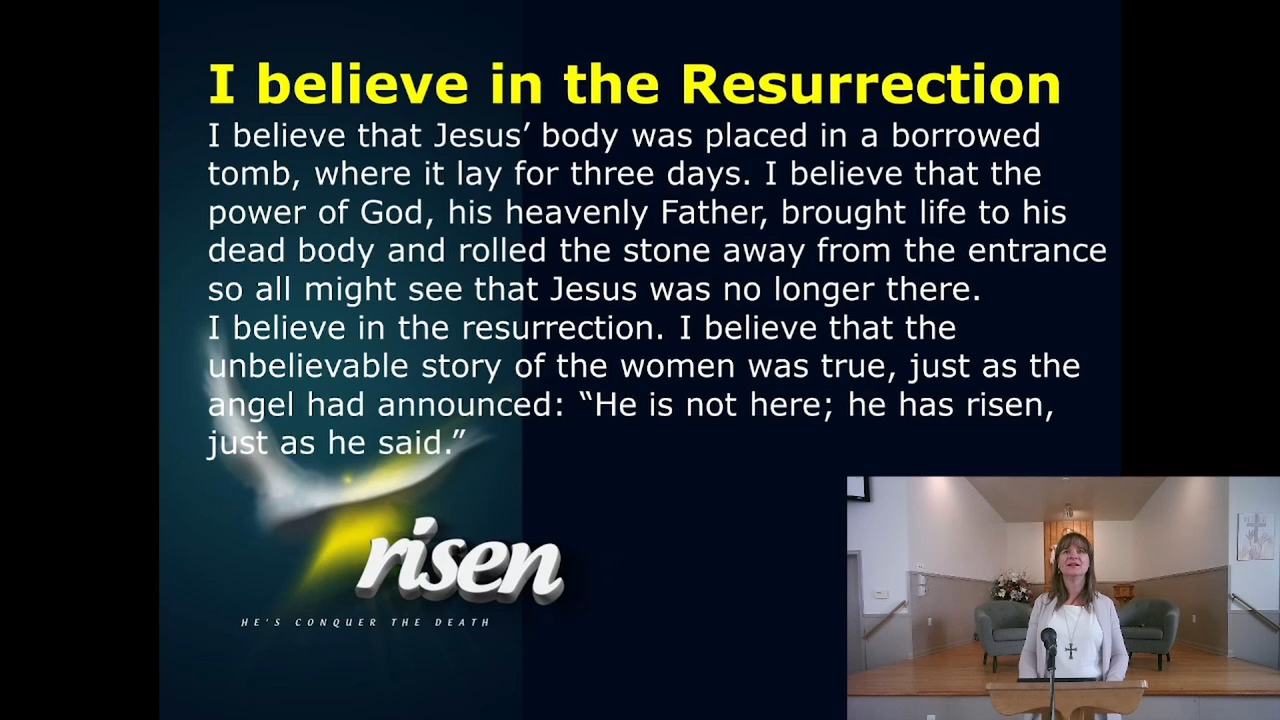 I believe in the Resurrection
I believe that Jesus’ body was placed in a borrowed
tomb, where it lay for three days. I believe that the
power of God, his heavenly Father, brought life to his
dead body and rolled the stone away from the entrance
so all might see that Jesus was no longer there.
I believe in the resurrection. I believe that the
unbelievable story of the women was true, just as the
angel had announced: “He is not here; he has risen,
just as he said.”
risen
HE'S CONQUER THE DEATH